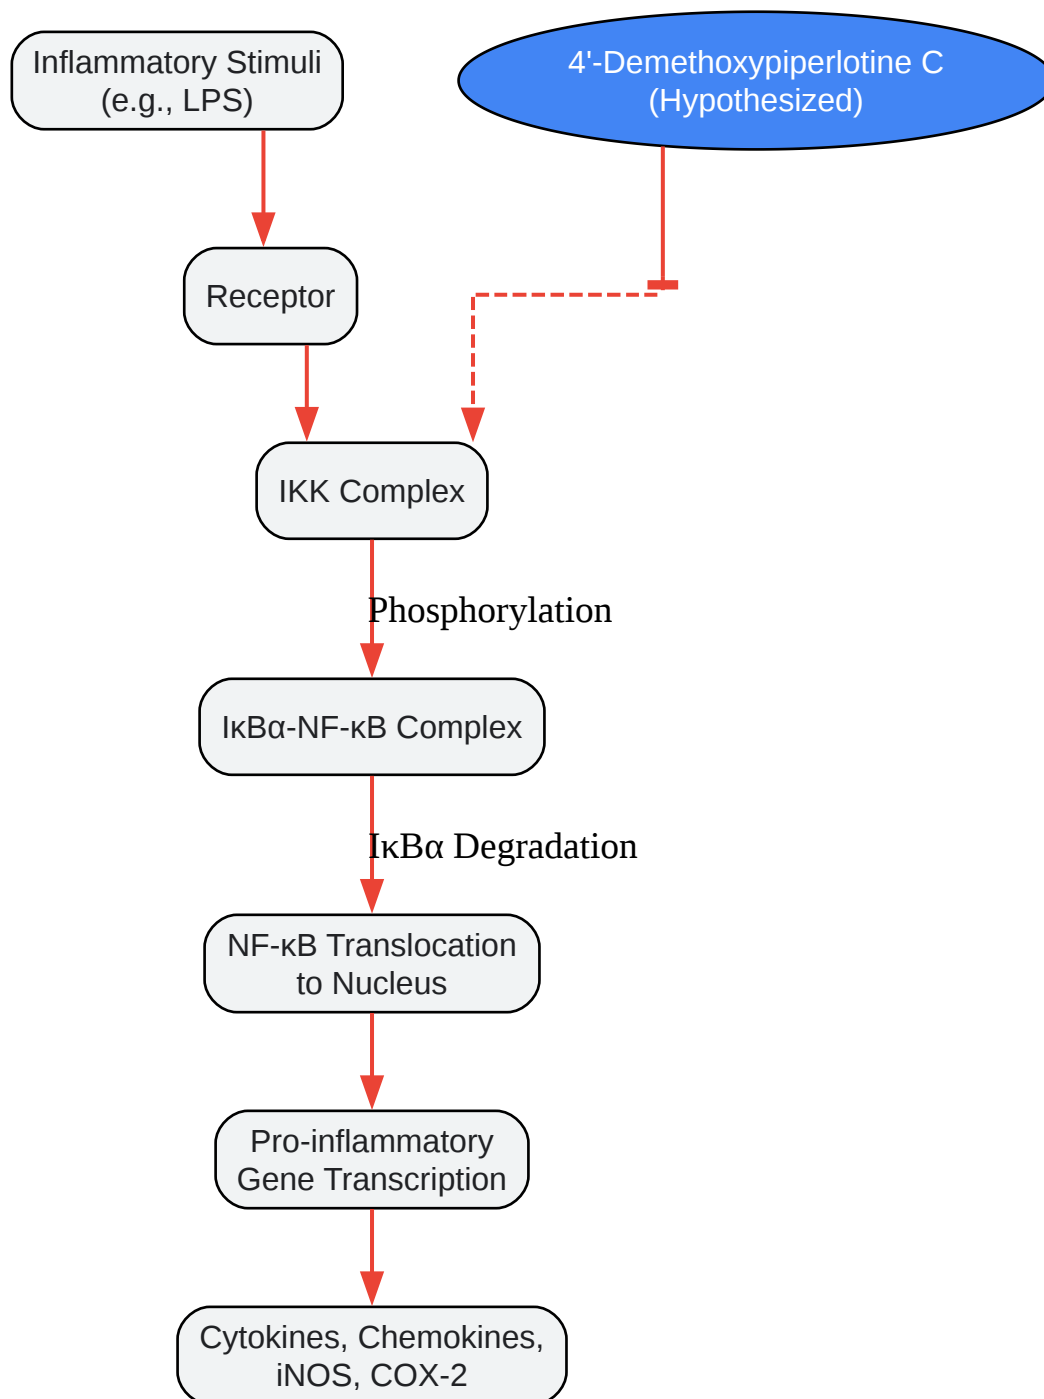 Inflammatory Stimuli
(e.g., LPS)
4'-Demethoxypiperlotine C
(Hypothesized)
Receptor
IKK Complex
Phosphorylation
IκBα-NF-κB Complex
IκBα Degradation
NF-κB Translocation
to Nucleus
Pro-inflammatory
Gene Transcription
Cytokines, Chemokines,
iNOS, COX-2